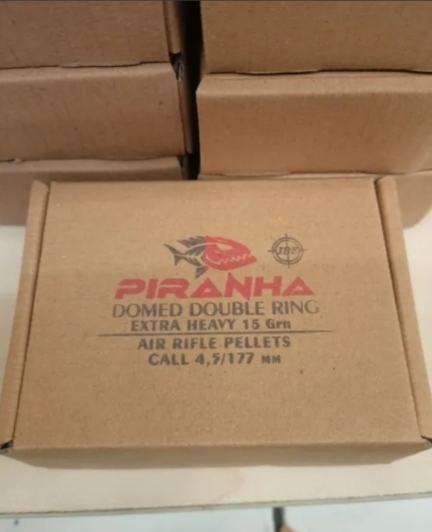 PIRANHA
DOMED DOUBLE RING
EXTRA HEAVY 15 Grn
AIR RIFLE PELLETS
CALL 4,5/177 MM